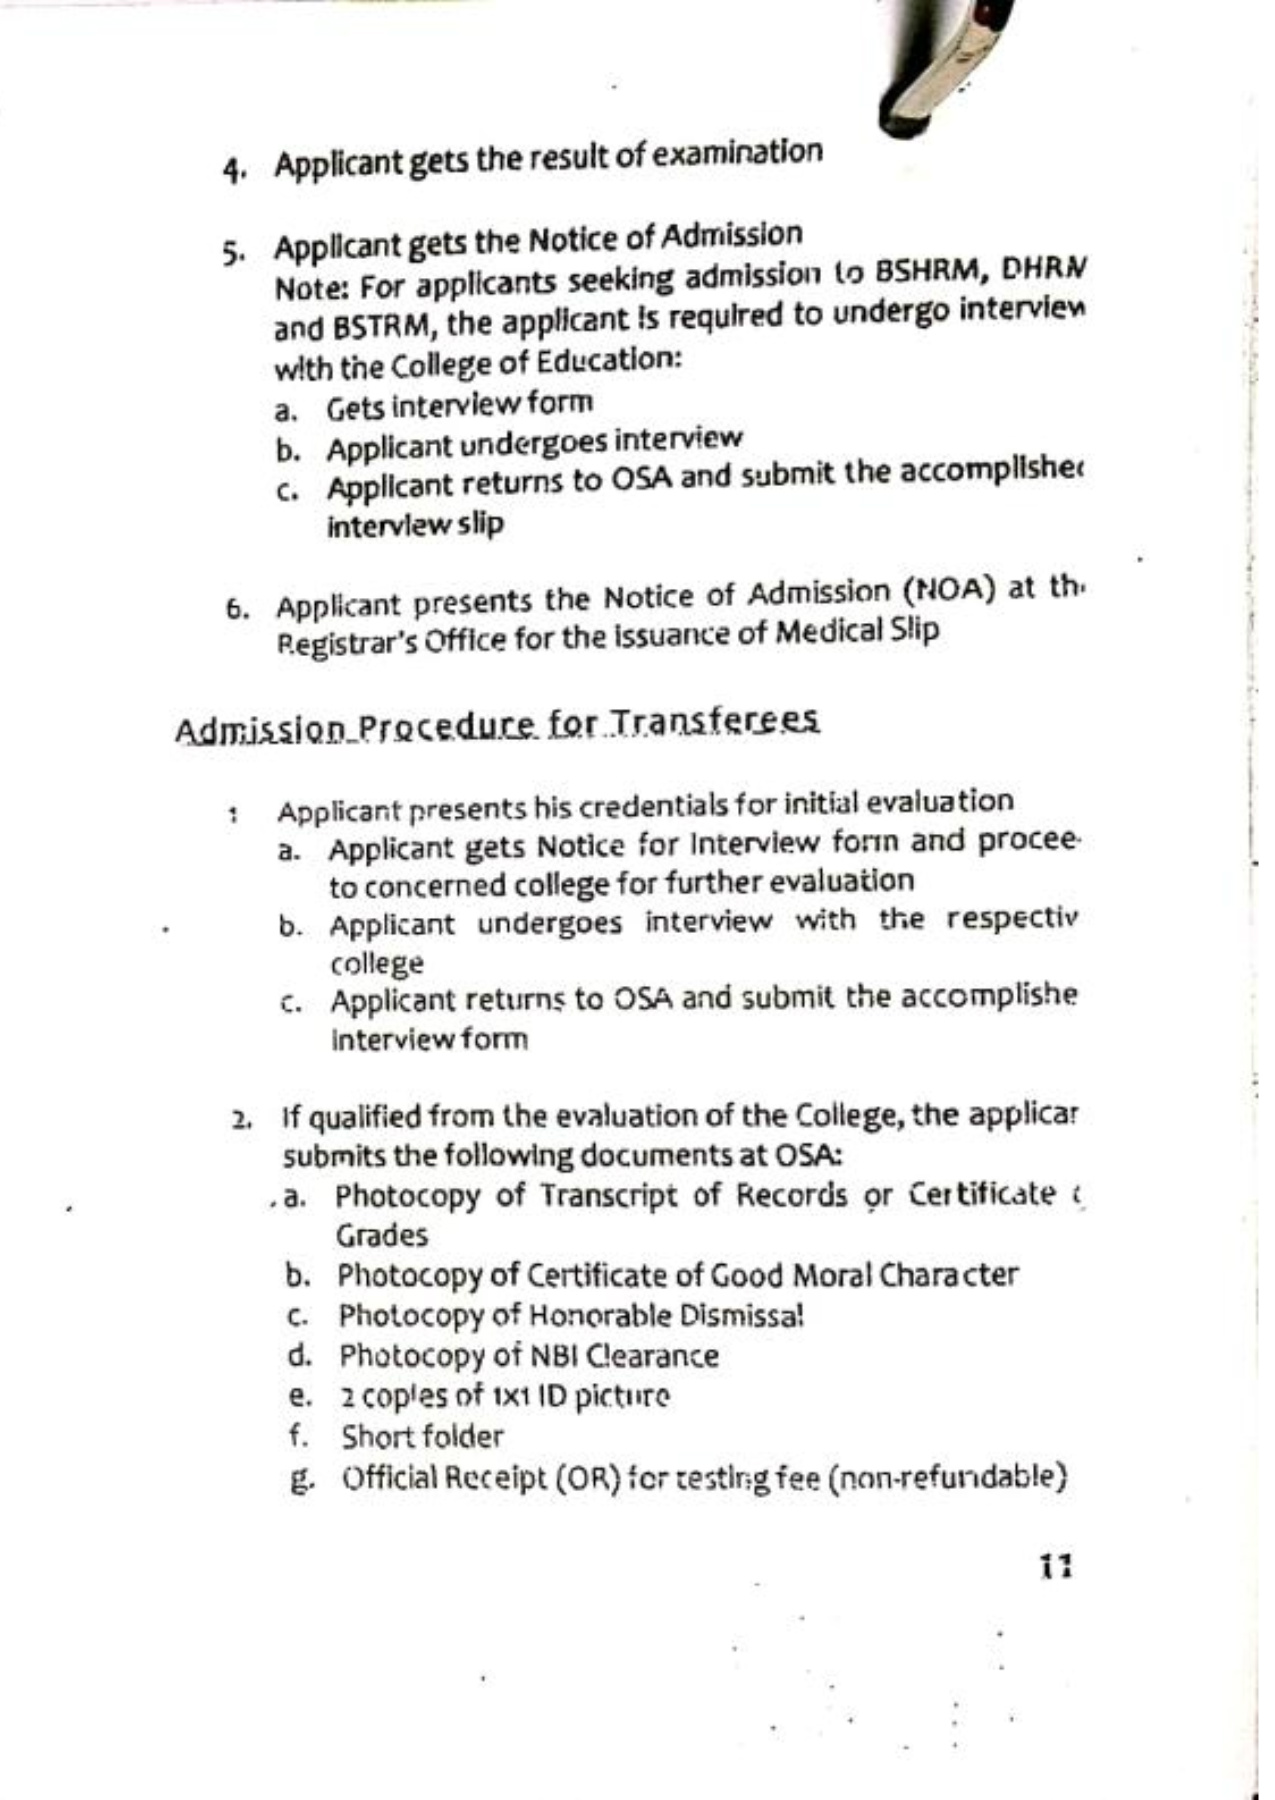 4. Applicant gets the result of examination
5. Applicant gets the Notice of Admission
Note: For applicants seeking admission to BSHRM, DHRM
and BSTRM, the applicant is required to undergo interview
with the College of Education:
a. Gets interview form
b. Applicant undergoes interview
c. Applicant returns to OSA and submit the accomplishe
interview slip
6. Applicant presents the Notice of Admission (NOA) at th
Registrar's Office for the issuance of Medical Slip
Admission Procedure for Transferees
1 Applicant presents his credentials for initial evaluation
a. Applicant gets Notice for Interview form and procee
to concerned college for further evaluation
b. Applicant undergoes interview with the respectiv
college
c. Applicant returns to OSA and submit the accomplishe
interview form
2. If qualified from the evaluation of the College, the applica
submits the following documents at OSA:
a. Photocopy of Transcript of Records or Certificate
Grades
b. Photocopy of Certificate of Good Moral Character
c. Photocopy of Honorable Dismissal
d. Photocopy of NBI Clearance
e. 2 copies of 1x1 ID picture
f. Short folder
g. Official Receipt (OR) for testing fee (non-refundable)
11